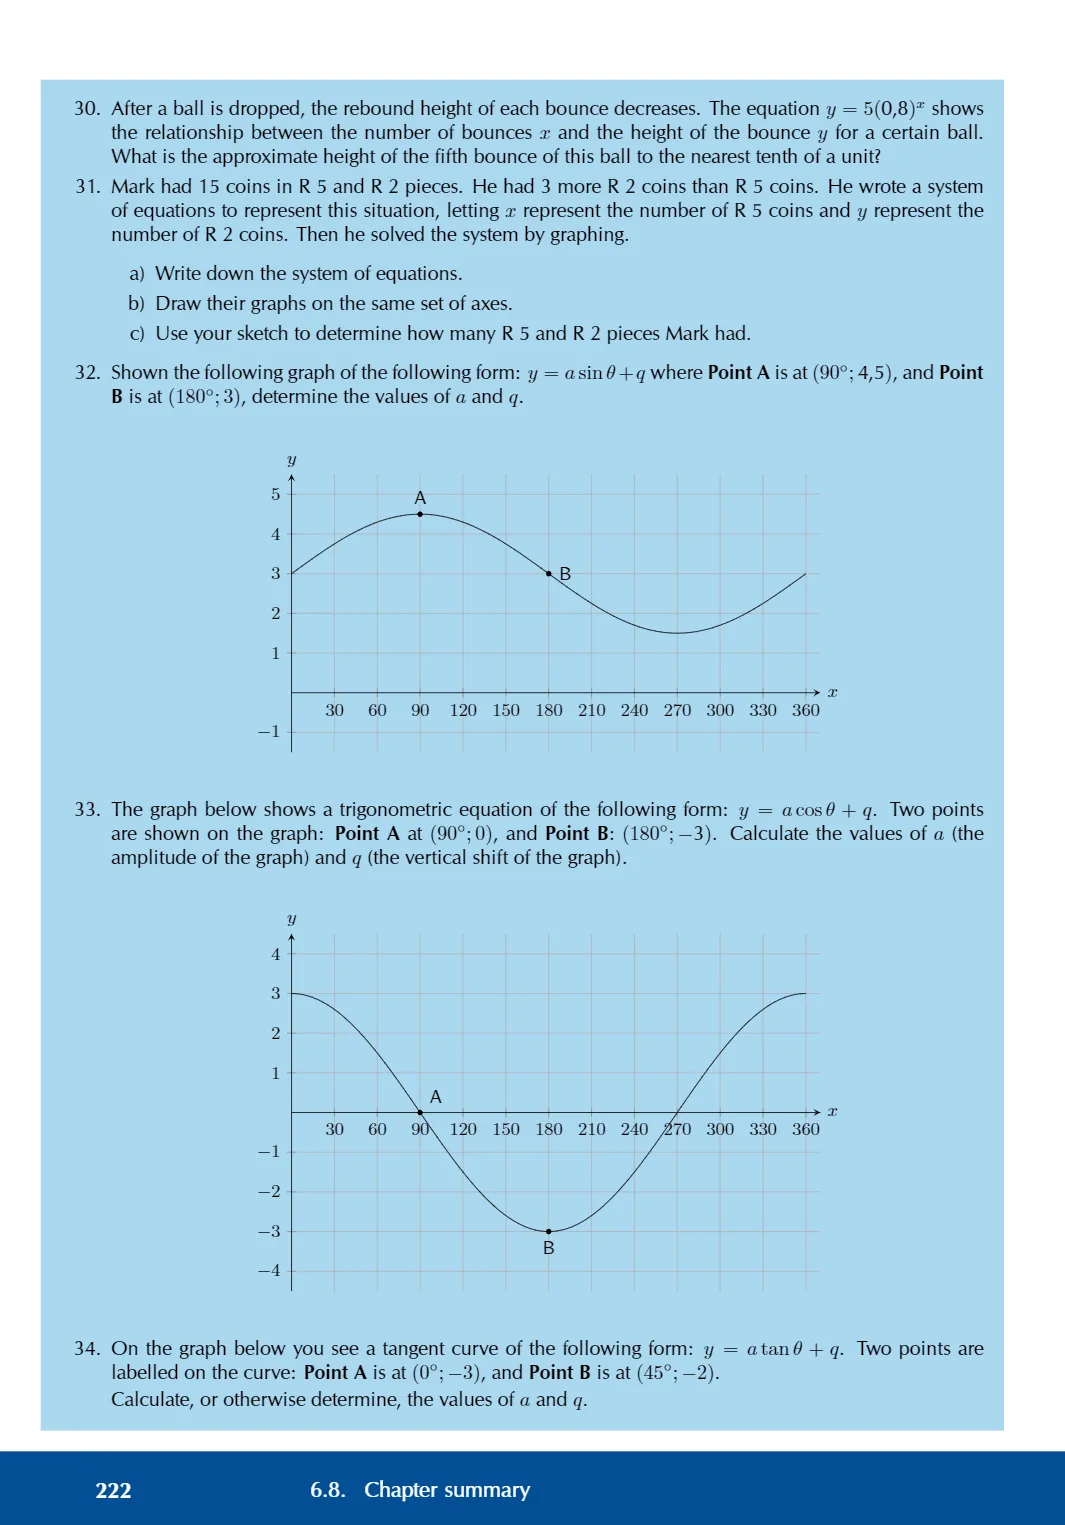 30. After a ball is dropped, the rebound height of each bounce decreases. The equation y = 5(0,8)ˣ shows
the relationship between the number of bounces x and the height of the bounce y for a certain ball.
What is the approximate height of the fifth bounce of this ball to the nearest tenth of a unit?
31. Mark had 15 coins in R 5 and R 2 pieces. He had 3 more R 2 coins than R 5 coins. He wrote a system
of equations to represent this situation, letting x represent the number of R 5 coins and y represent the
number of R 2 coins. Then he solved the system by graphing.
a) Write down the system of equations.
b) Draw their graphs on the same set of axes.
c) Use your sketch to determine how many R 5 and R 2 pieces Mark had.
32. Shown the following graph of the following form: y = a sin θ + q where Point A is at (90°; 4,5), and Point
B is at (180°; 3), determine the values of a and q.
y
5
A
4
3
B
2
1
x
30 60 90 120 150 180 210 240 270 300 330 360
−1
33. The graph below shows a trigonometric equation of the following form: y = a cos θ + q. Two points
are shown on the graph: Point A at (90°; 0), and Point B: (180°; −3). Calculate the values of a (the
amplitude of the graph) and q (the vertical shift of the graph).
y
4
3
2
1
A
x
30 60 90 120 150 180 210 240 270 300 330 360
−1
−2
−3
B
−4
34. On the graph below you see a tangent curve of the following form: y = a tan θ + q. Two points are
labelled on the curve: Point A is at (0°; −3), and Point B is at (45°; −2).
Calculate, or otherwise determine, the values of a and q.
222 6.8. Chapter summary